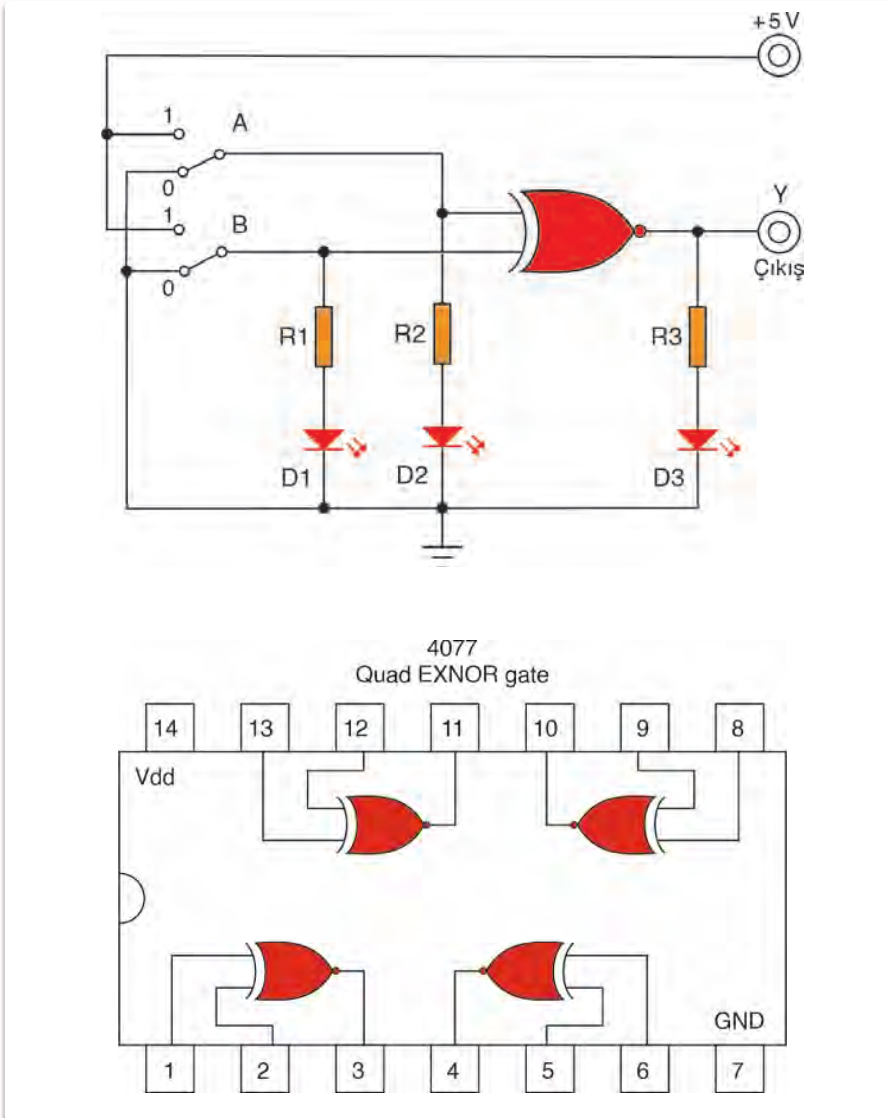 +5 V
1
A
0
1
B
0
Y
Çıkış
R1
R2
R3
D1
D2
D3
4077
Quad EXNOR gate
14 13 12 11 10 9 8
Vdd
GND
1 2 3 4 5 6 7